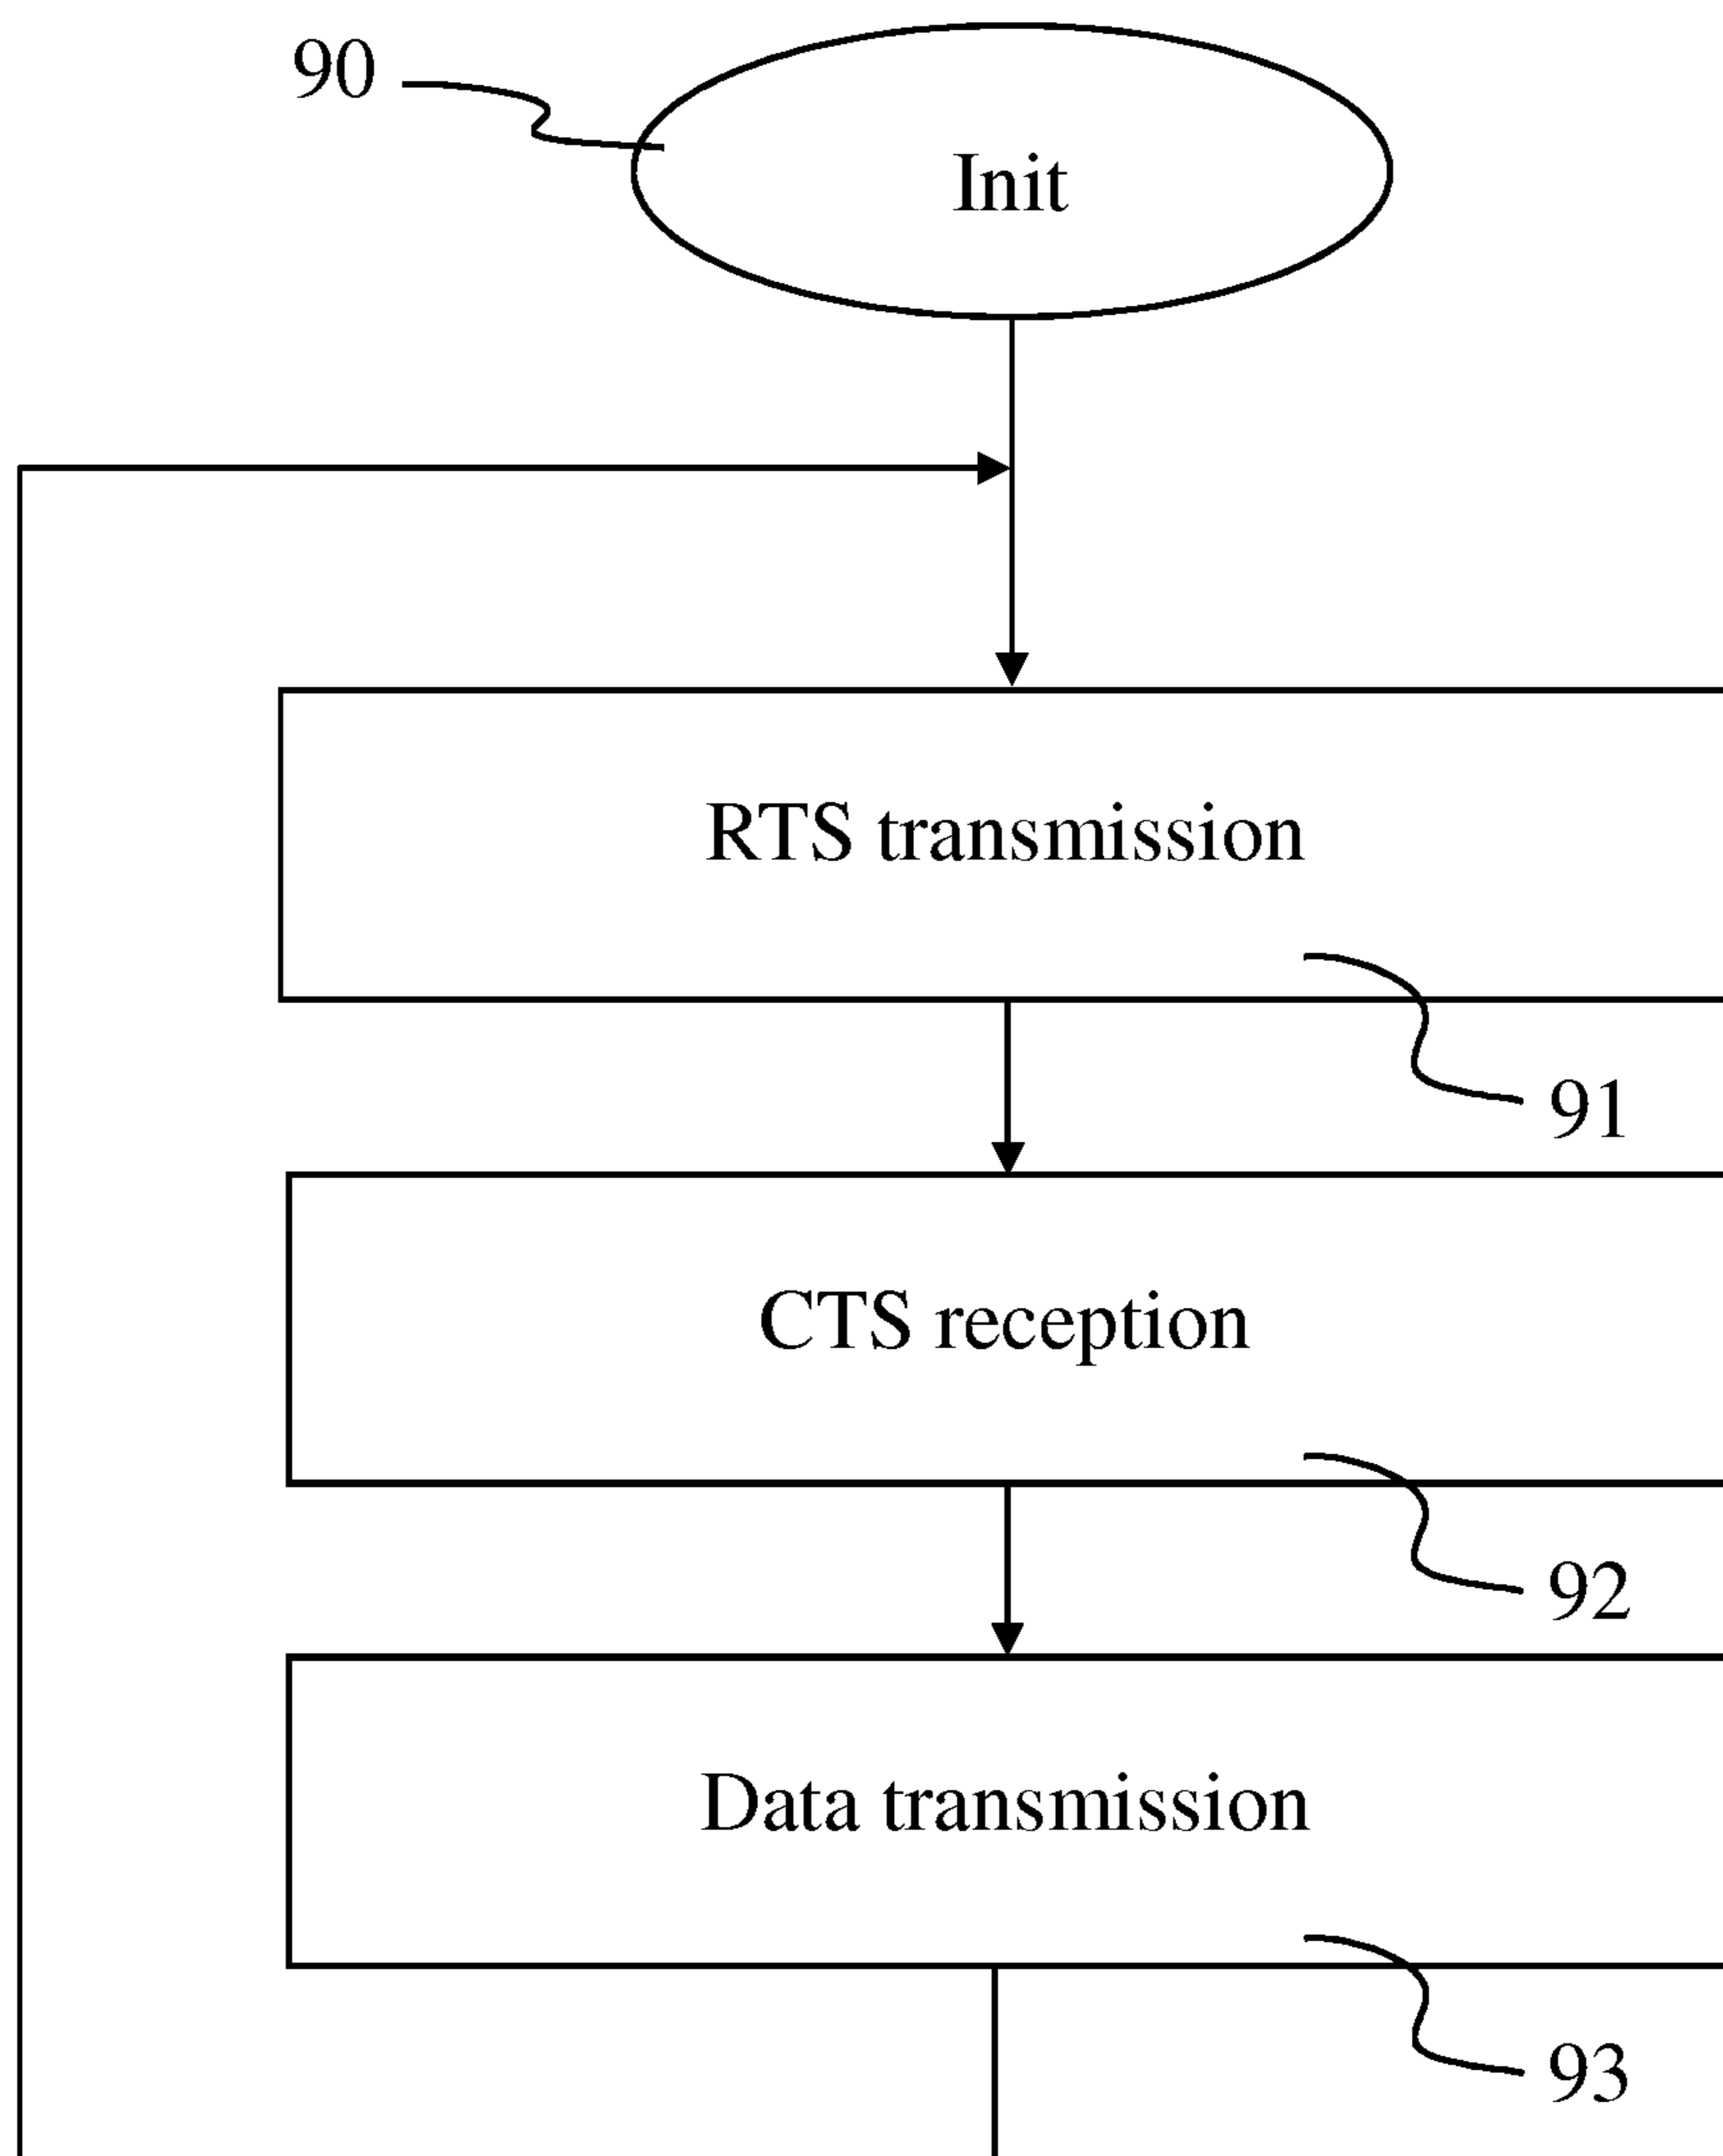 90
Init
RTS transmission
91
CTS reception
92
Data transmission
93